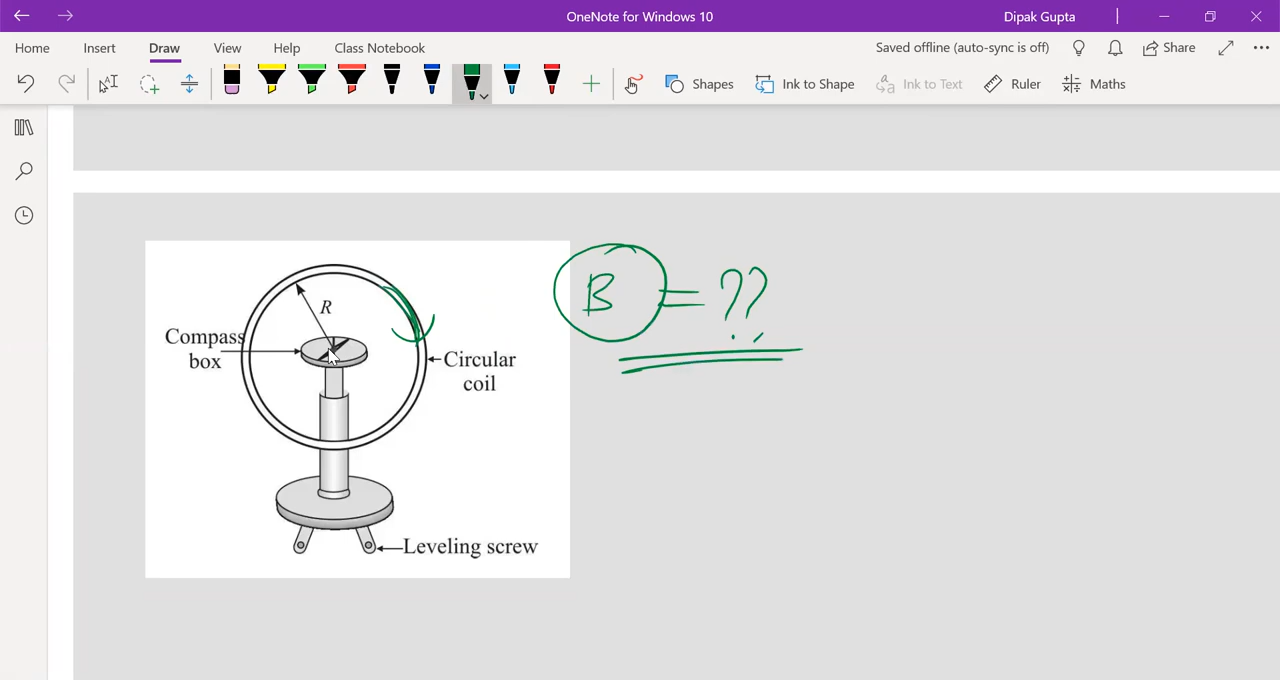 OneNote for Windows 10
Dipak Gupta
Home Insert Draw View Help Class Notebook
Saved offline (auto-sync is off)
Share
Shapes
Ink to Shape
Ink to Text
Ruler
Maths
B = ??
R
Compass
box
Circular
coil
Leveling screw